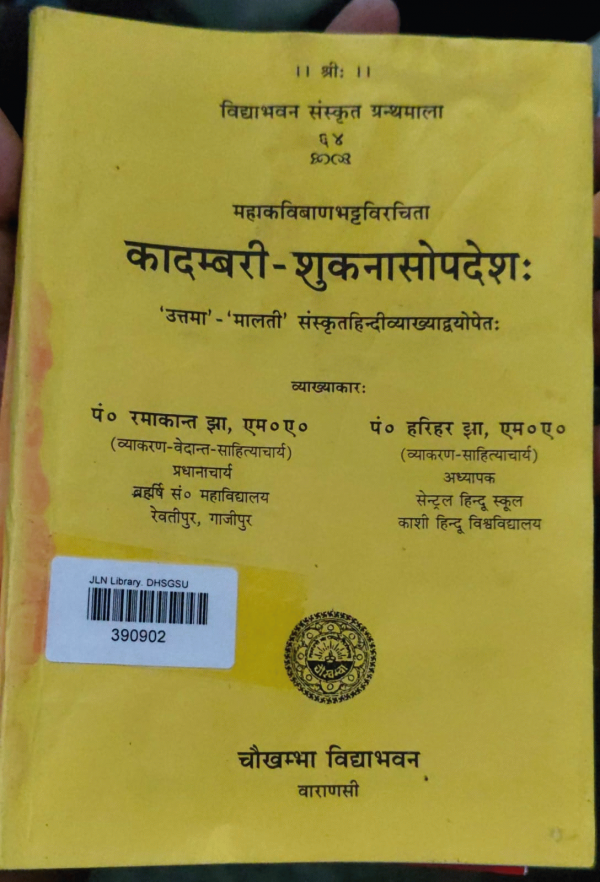 ।। श्रीः ।।
विद्याभवन संस्कृत ग्रन्थमाला
६४
महाकविबाणभट्टविरचिता
कादम्बरी-शुकनासोपदेशः
'उत्तमा'-'मालती' संस्कृतहिन्दीव्याख्याद्वयोपेतः
व्याख्याकारः
पं० रमाकान्त झा, एम०ए०
(व्याकरण-वेदान्त-साहित्याचार्य)
प्रधानाचार्य
ब्रह्मर्षि सं० महाविद्यालय
रेवतीपुर, गाजीपुर
पं० हरिहर झा, एम०ए०
(व्याकरण-साहित्याचार्य)
अध्यापक
सेन्ट्रल हिन्दू स्कूल
काशी हिन्दू विश्वविद्यालय
JLN Library. DHSGSU
390902
चौखम्बा
चौखम्भा विद्याभवन
वाराणसी